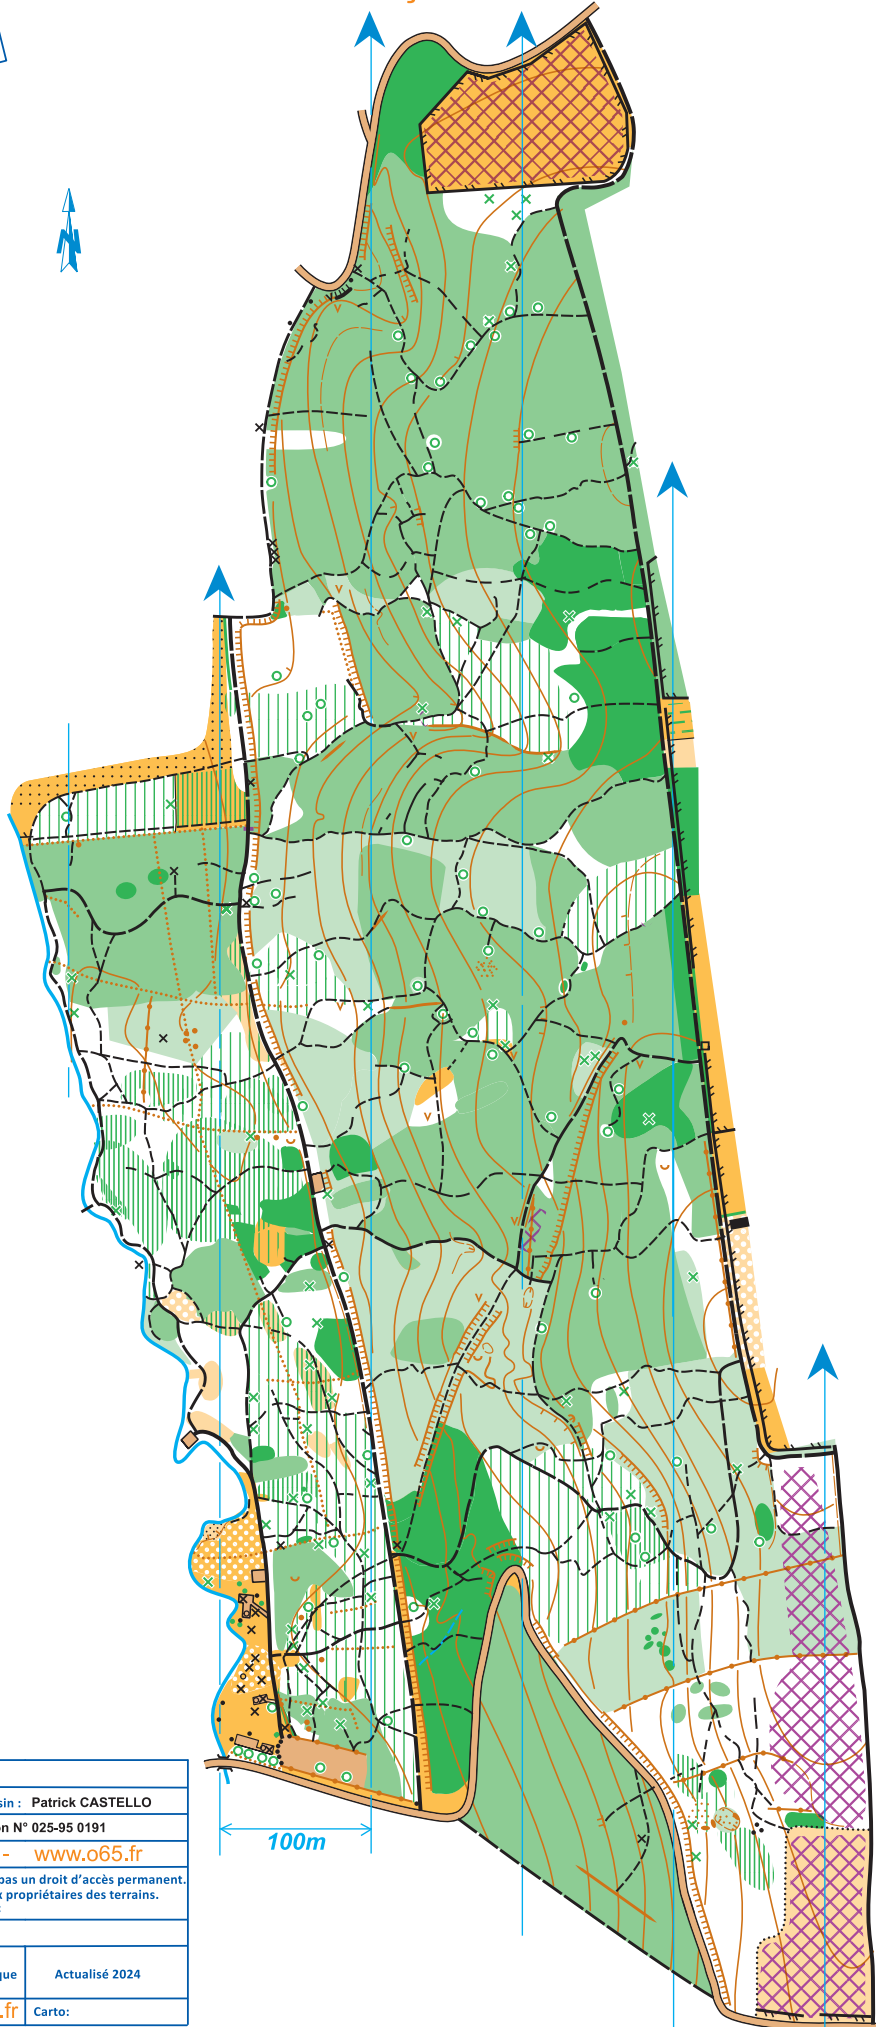 N
100m
sin : Patrick CASTELLO
on N° 025-95 0191
- www.o65.fr
pas un droit d'accès permanent.
x propriétaires des terrains.
:
que
Actualisé 2024
.fr
Carto: